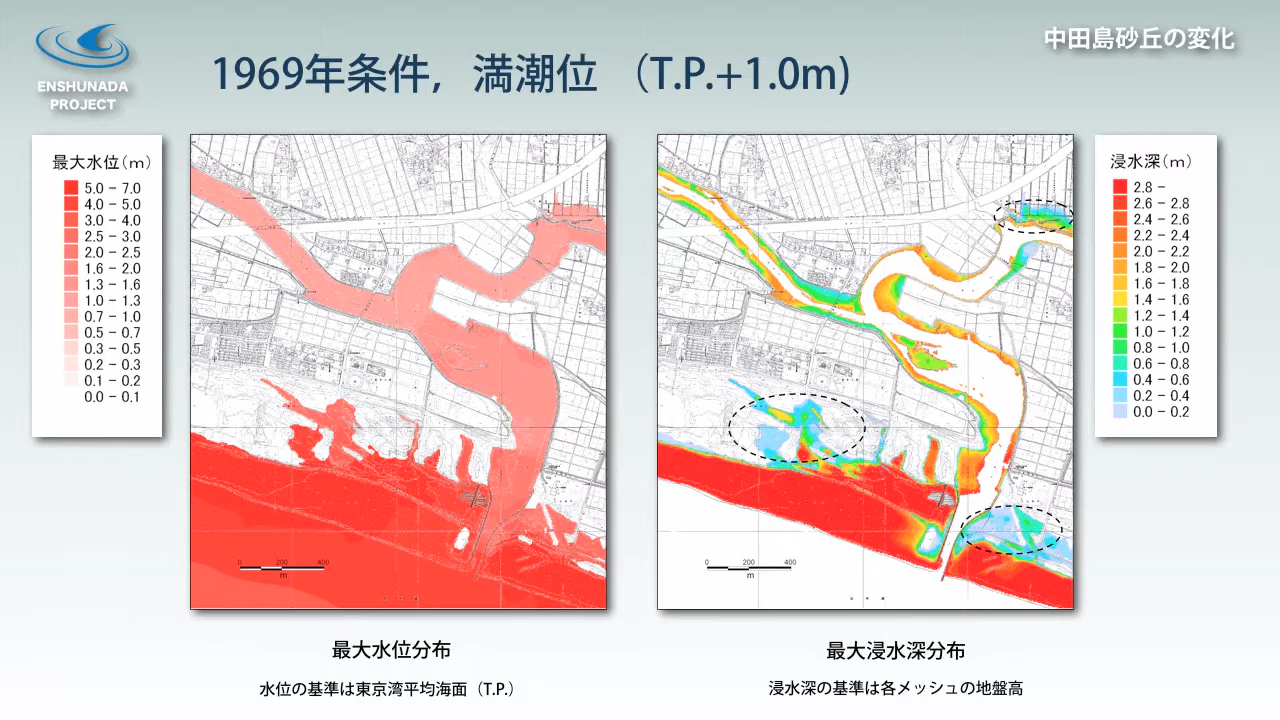 ENSHUNADA
PROJECT
中田島砂丘の変化
1969年条件，満潮位 （T.P.+1.0m)
最大水位(m)
5.0 － 7.0
4.0 － 5.0
3.0 － 4.0
2.5 － 3.0
2.0 － 2.5
1.6 － 2.0
1.3 － 1.6
1.0 － 1.3
0.7 － 1.0
0.5 － 0.7
0.3 － 0.5
0.2 － 0.3
0.1 － 0.2
0.0 － 0.1
0 200 400
m
0 200 400
m
浸水深(m)
2.8 －
2.6 － 2.8
2.4 － 2.6
2.2 － 2.4
2.0 － 2.2
1.8 － 2.0
1.6 － 1.8
1.4 － 1.6
1.2 － 1.4
1.0 － 1.2
0.8 － 1.0
0.6 － 0.8
0.4 － 0.6
0.2 － 0.4
0.0 － 0.2
最大水位分布
水位の基準は東京湾平均海面（T.P.）
最大浸水深分布
浸水深の基準は各メッシュの地盤高